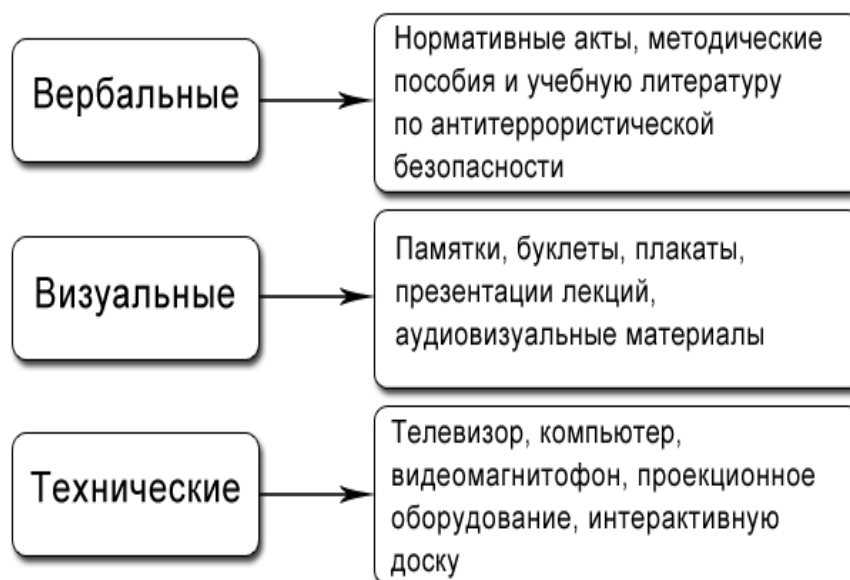 Вербальные
Нормативные акты, методические
пособия и учебную литературу
по антитеррористической
безопасности
Визуальные
Памятки, буклеты, плакаты,
презентации лекций,
аудиовизуальные материалы
Технические
Телевизор, компьютер,
видеомагнитофон, проекционное
оборудование, интерактивную
доску